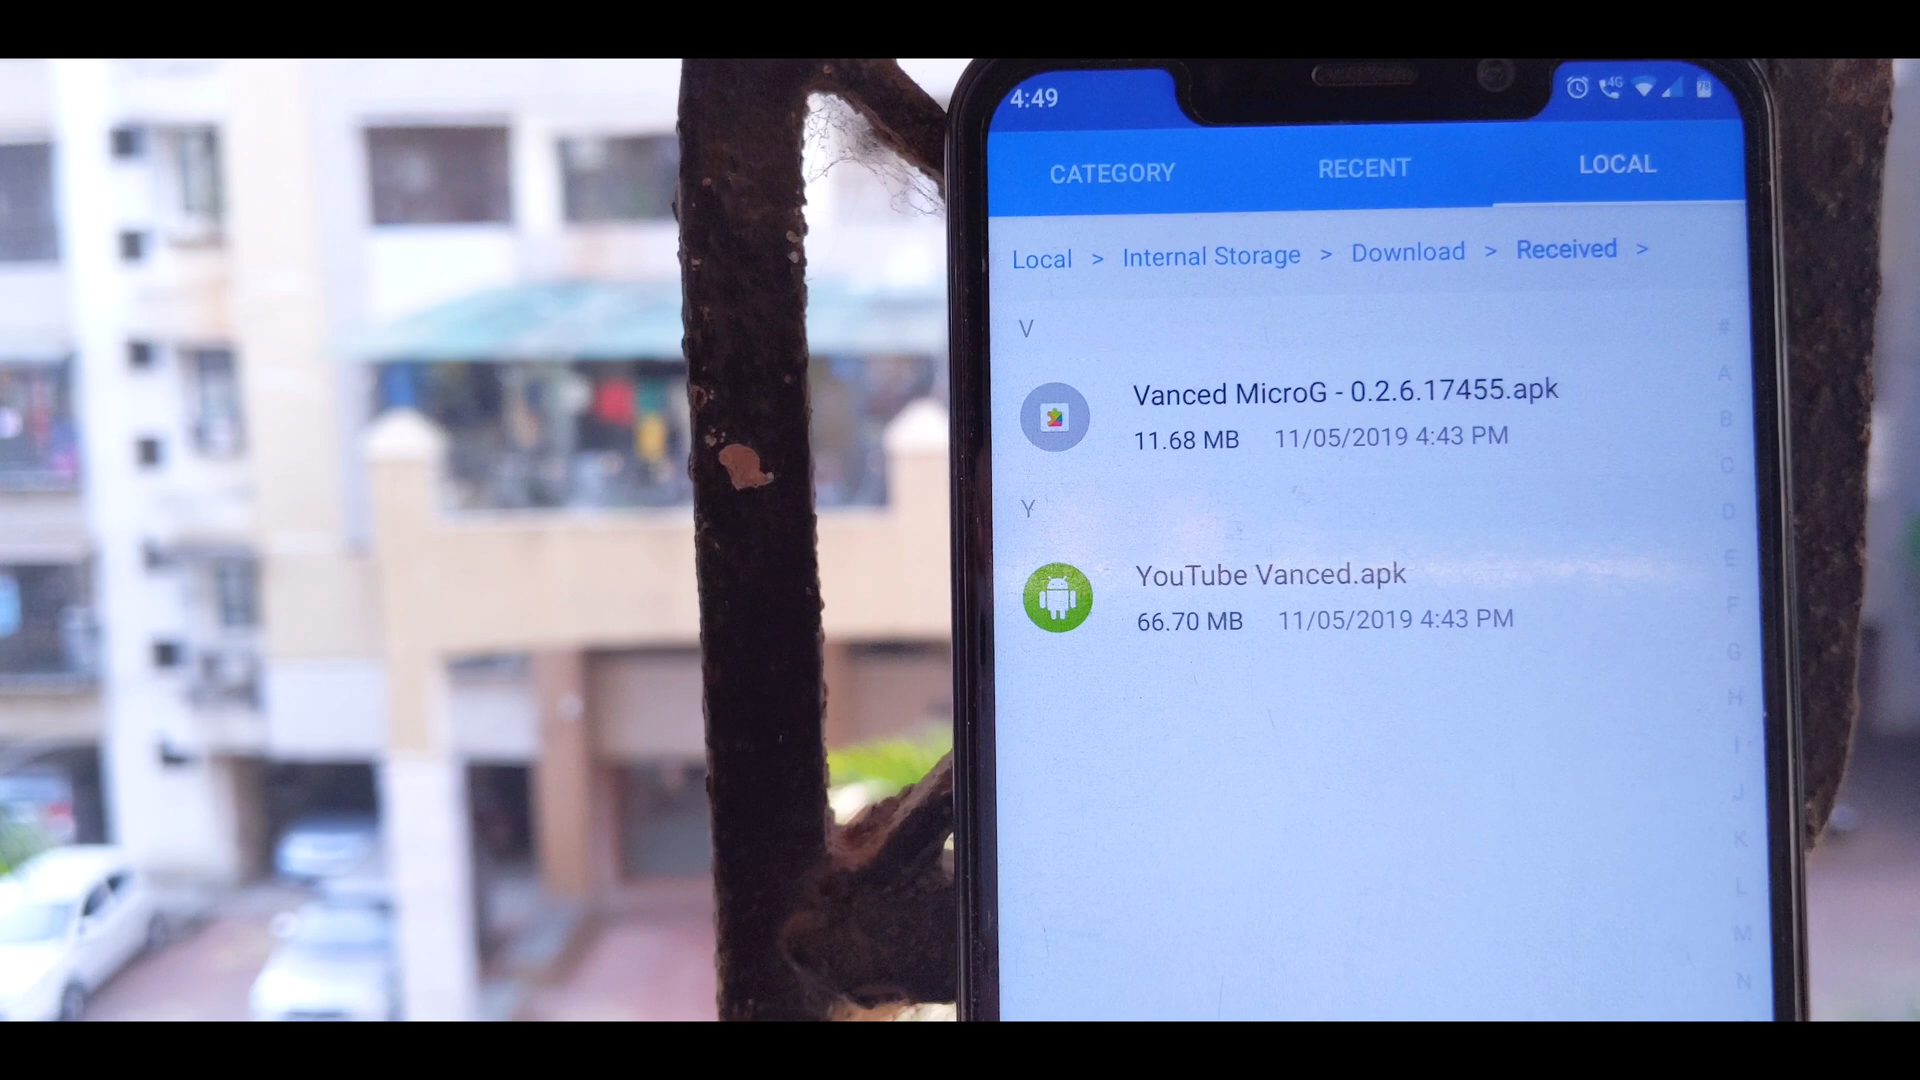 4:49
4G
78
CATEGORY RECENT LOCAL
Local > Internal Storage > Download > Received >
V
Vanced MicroG - 0.2.6.17455.apk
11.68 MB 11/05/2019 4:43 PM
Y
YouTube Vanced.apk
66.70 MB 11/05/2019 4:43 PM
#
A
B
C
D
E
F
G
H
I
J
K
L
M
N